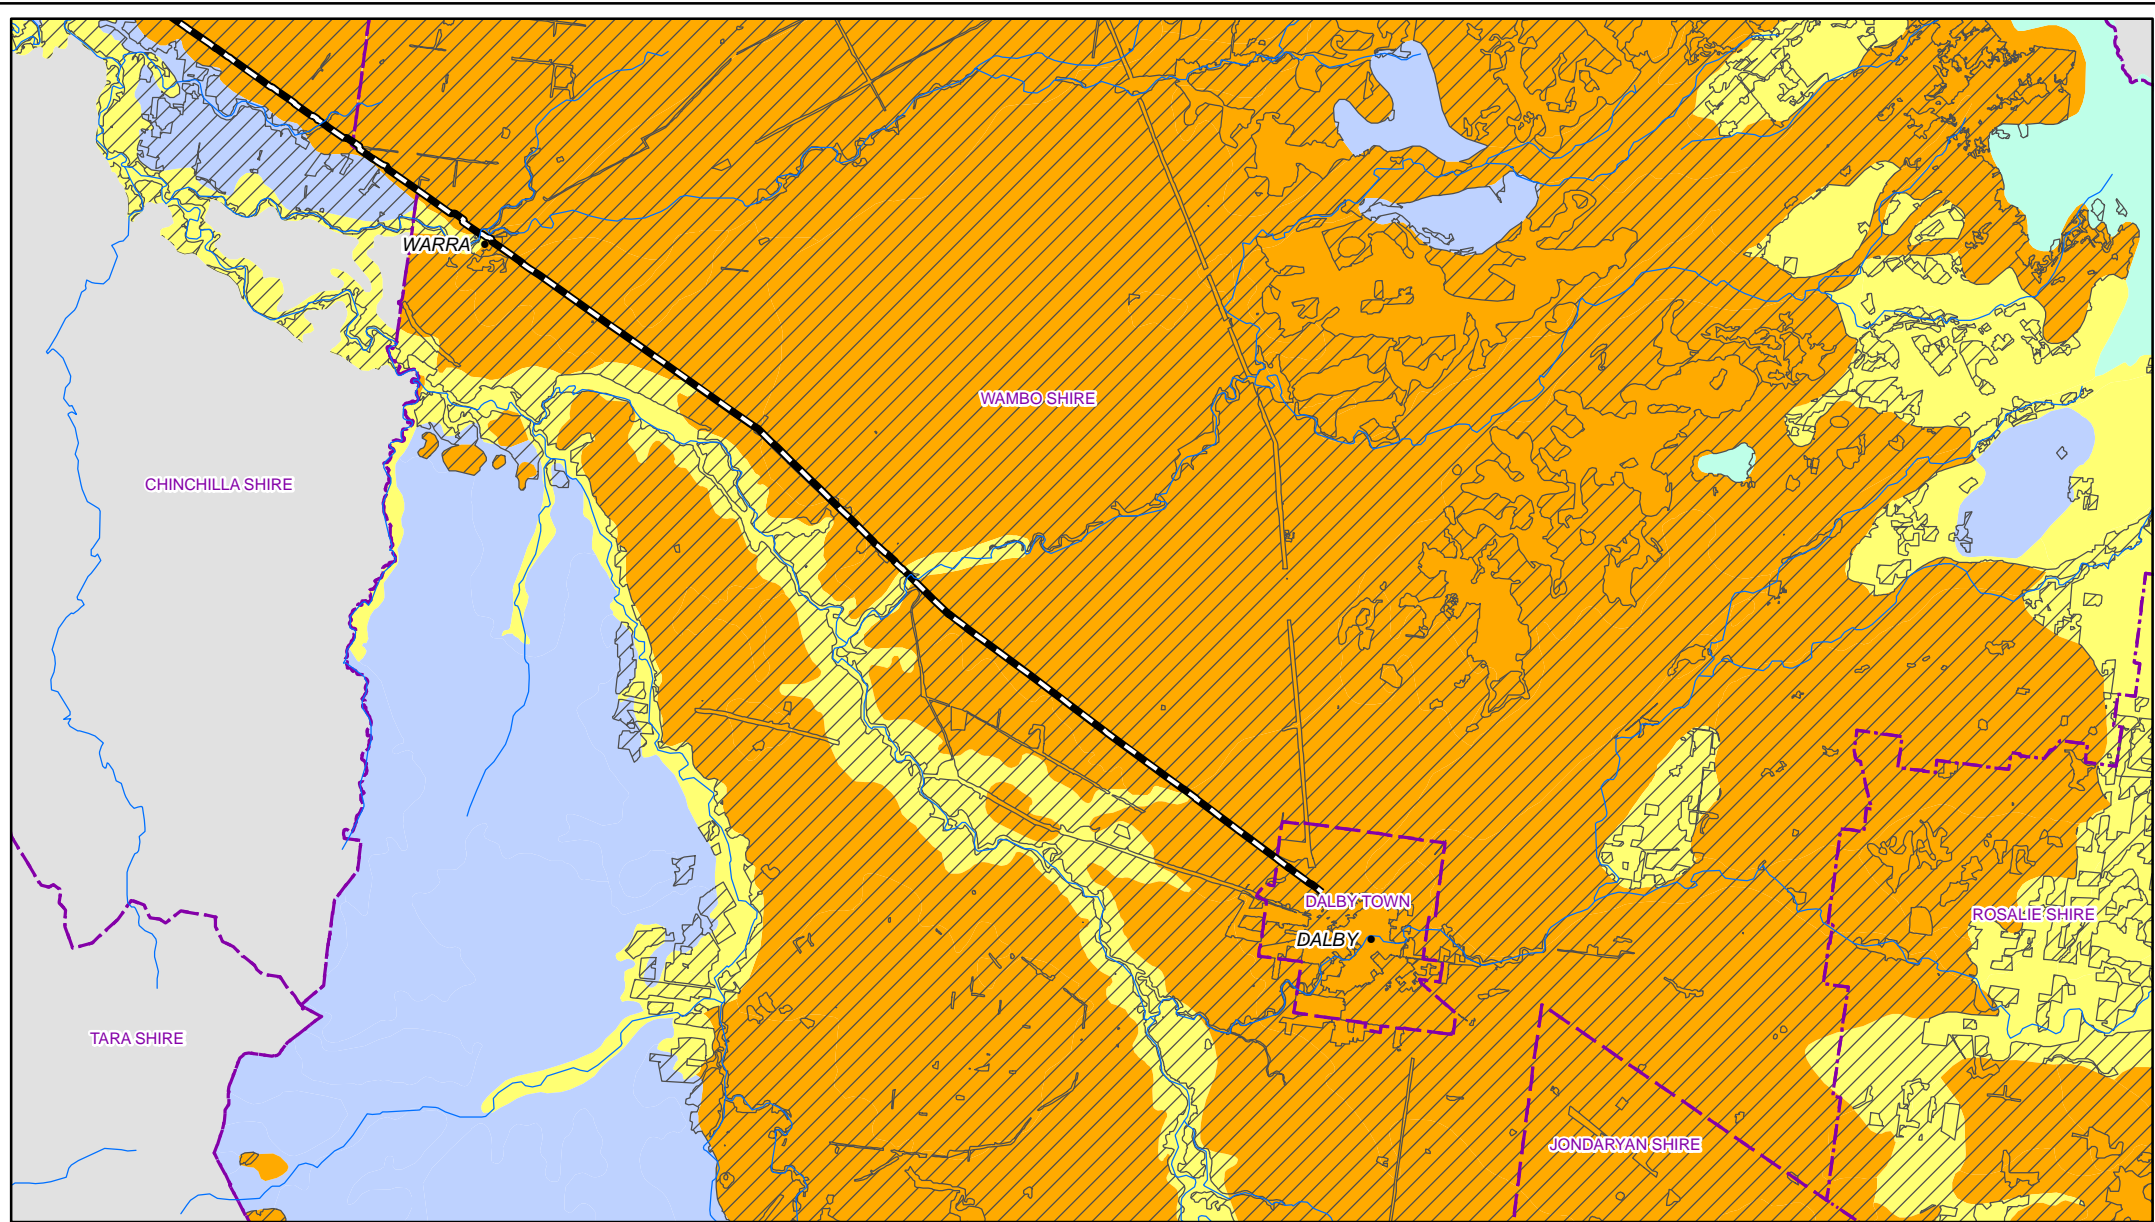 WARRA
WAMBO SHIRE
CHINCHILLA SHIRE
DALBY TOWN
ROSALIE SHIRE
DALBY
TARA SHIRE
JONDARYAN SHIRE